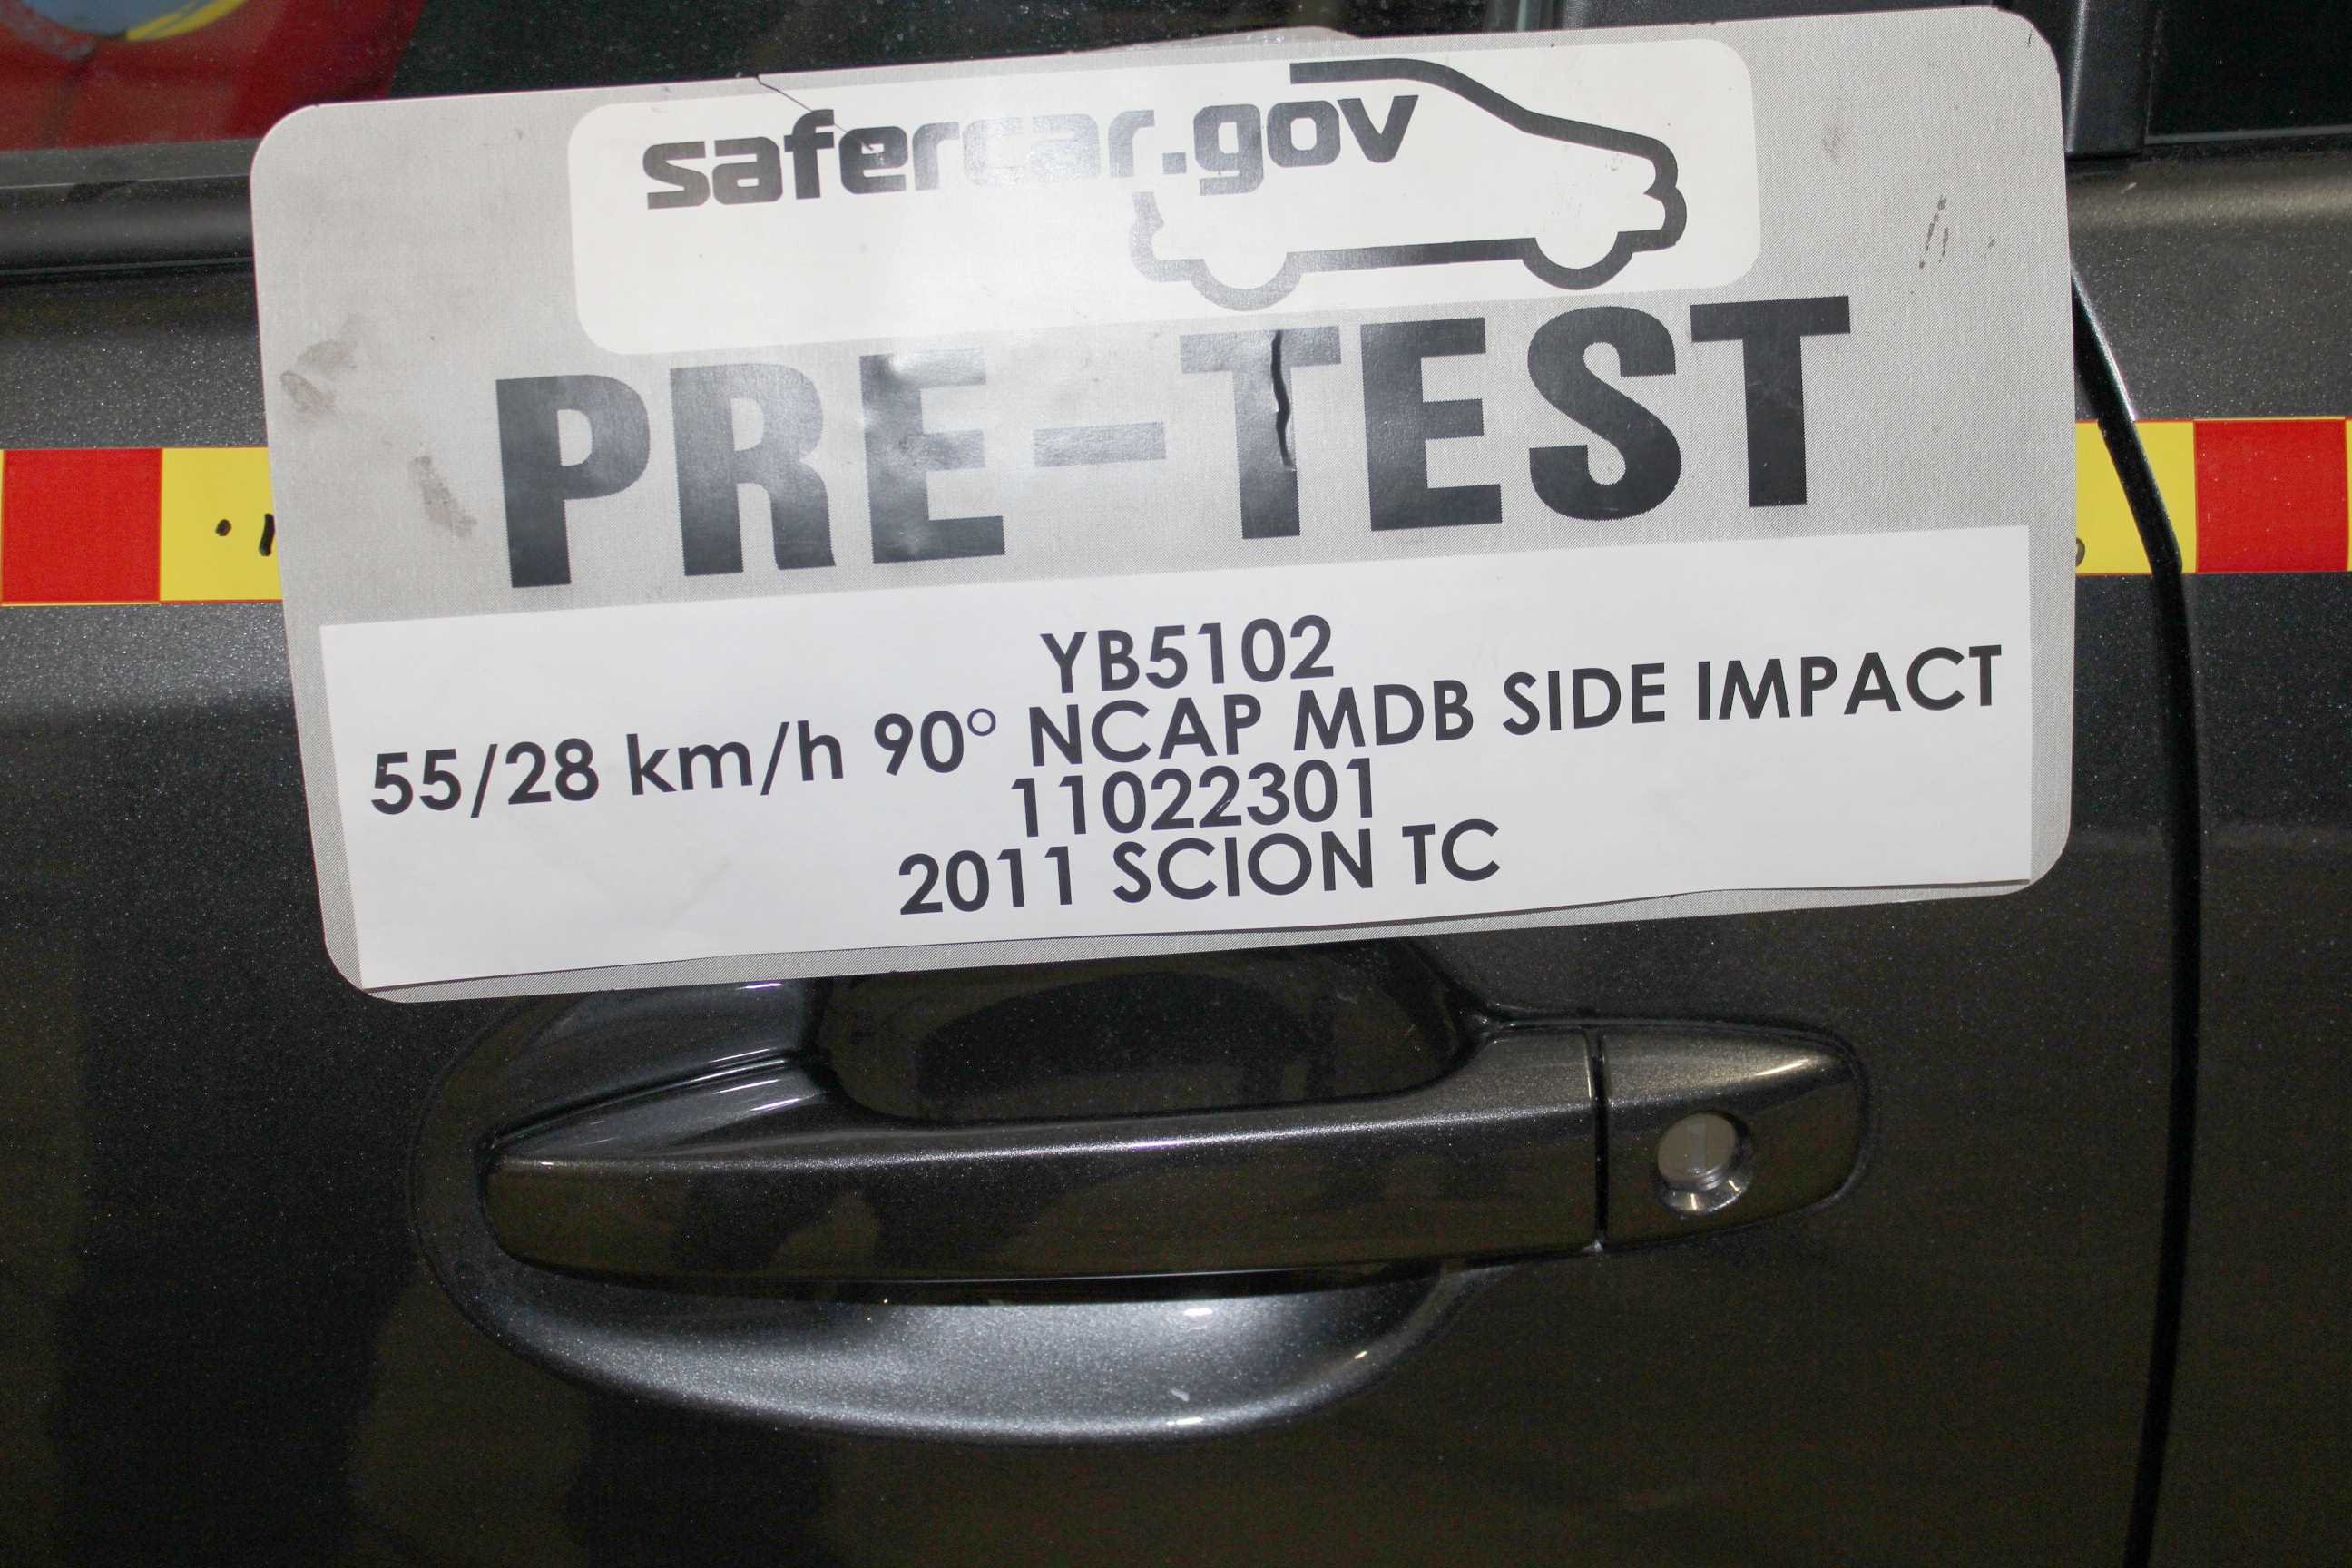 safercar.gov
PRE-TEST
YB5102
55/28 km/h 90° NCAP MDB SIDE IMPACT
11022301
2011 SCION TC